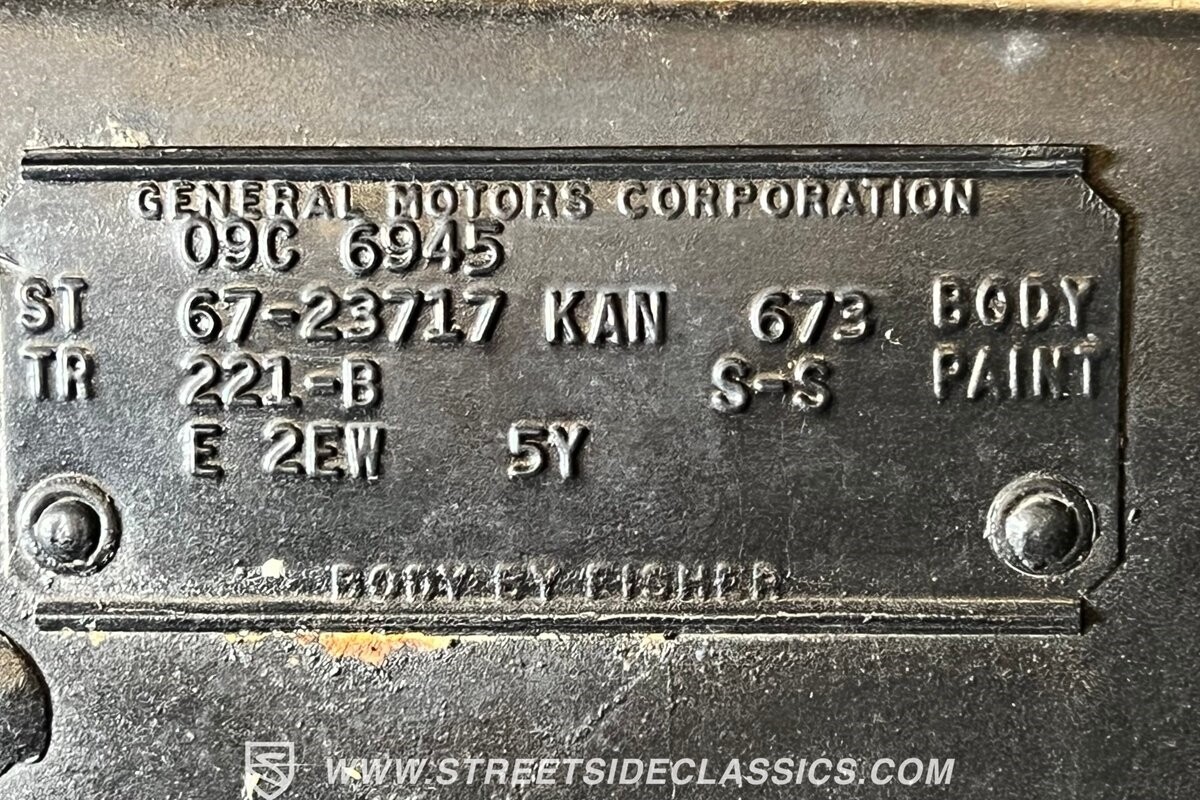 GENERAL MOTORS CORPORATION
09C 6945
ST 67-23717 KAN 673 BODY
TR 221-B S-S PAINT
E 2EW 5Y
BODY BY FISHER
WWW.STREETSIDECLASSICS.COM